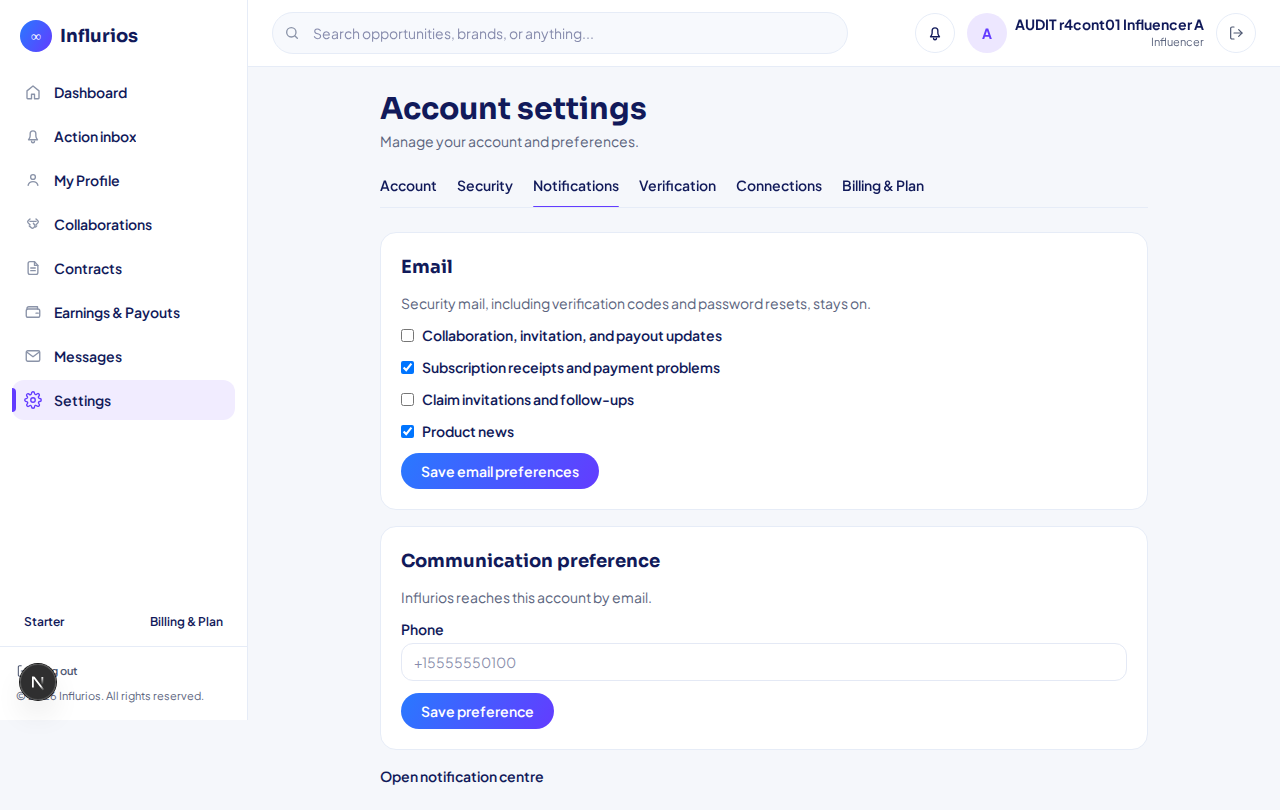 ∞ Influrios
Search opportunities, brands, or anything...
A
AUDIT r4cont01 Influencer A
Influencer
Dashboard
Action inbox
My Profile
Collaborations
Contracts
Earnings & Payouts
Messages
Settings
Starter
Billing & Plan
out
N
Influrios. All rights reserved.
Account settings
Manage your account and preferences.
Account Security Notifications Verification Connections Billing & Plan
Email
Security mail, including verification codes and password resets, stays on.
Collaboration, invitation, and payout updates
Subscription receipts and payment problems
Claim invitations and follow-ups
Product news
Save email preferences
Communication preference
Influrios reaches this account by email.
Phone
+15555550100
Save preference
Open notification centre